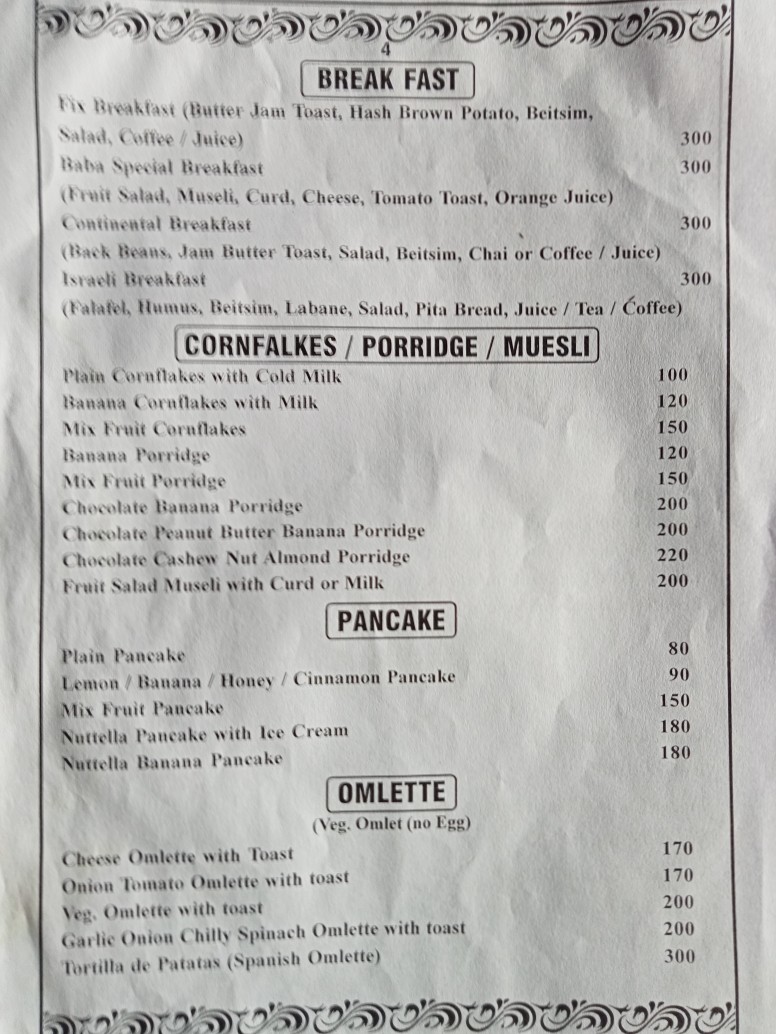 4
BREAK FAST
Fix Breakfast (Butter Jam Toast, Hash Brown Potato, Beitsim,
Salad, Coffee / Juice) 300
Baba Special Breakfast 300
(Fruit Salad, Museli, Curd, Cheese, Tomato Toast, Orange Juice)
Continental Breakfast 300
(Back Beans, Jam Butter Toast, Salad, Beitsim, Chai or Coffee / Juice)
Israeli Breakfast 300
(Falafel, Humus, Beitsim, Labane, Salad, Pita Bread, Juice / Tea / Coffee)
CORNFALKES / PORRIDGE / MUESLI
Plain Cornflakes with Cold Milk 100
Banana Cornflakes with Milk 120
Mix Fruit Cornflakes 150
Banana Porridge 120
Mix Fruit Porridge 150
Chocolate Banana Porridge 200
Chocolate Peanut Butter Banana Porridge 200
Chocolate Cashew Nut Almond Porridge 220
Fruit Salad Museli with Curd or Milk 200
PANCAKE
Plain Pancake 80
Lemon / Banana / Honey / Cinnamon Pancake 90
Mix Fruit Pancake 150
Nuttella Pancake with Ice Cream 180
Nuttella Banana Pancake 180
OMLETTE
(Veg. Omlet (no Egg)
Cheese Omlette with Toast 170
Onion Tomato Omlette with toast 170
Veg. Omlette with toast 200
Garlic Onion Chilly Spinach Omlette with toast 200
Tortilla de Patatas (Spanish Omlette) 300